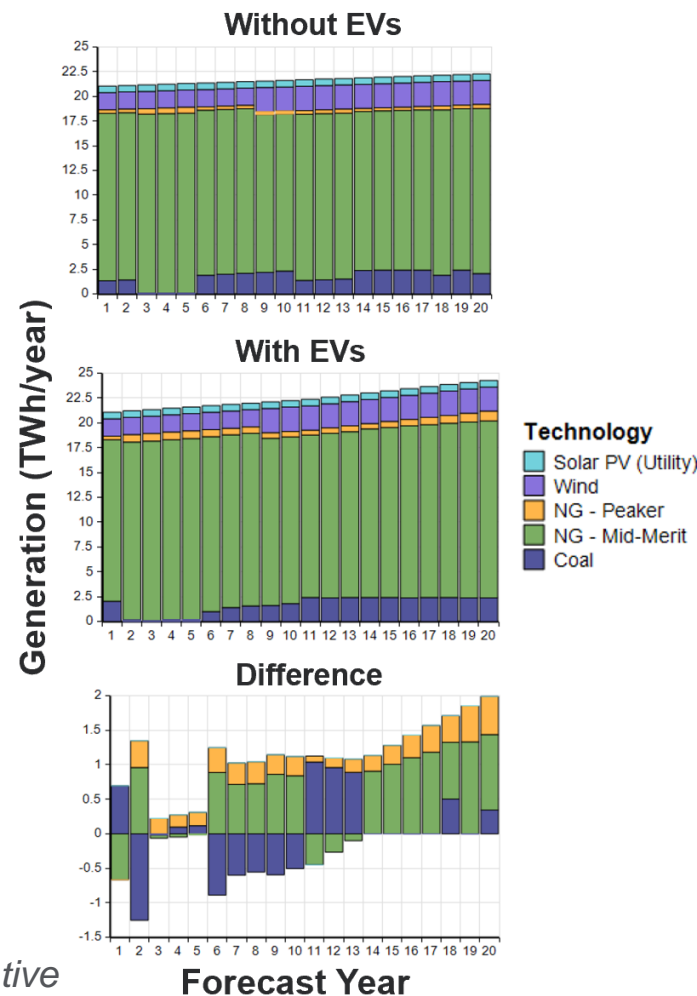 Without EVs
25
22.5
20
17.5
15
12.5
10
7.5
5
2.5
0
1 2 3 4 5 6 7 8 9 10 11 12 13 14 15 16 17 18 19 20
With EVs
25
22.5
20
17.5
15
12.5
10
7.5
5
2.5
0
1 2 3 4 5 6 7 8 9 10 11 12 13 14 15 16 17 18 19 20
Generation (TWh/year)
Technology
Solar PV (Utility)
Wind
NG - Peaker
NG - Mid-Merit
Coal
Difference
2
1.5
1
0.5
0
-0.5
-1
-1.5
1 2 3 4 5 6 7 8 9 10 11 12 13 14 15 16 17 18 19 20
tive
Forecast Year